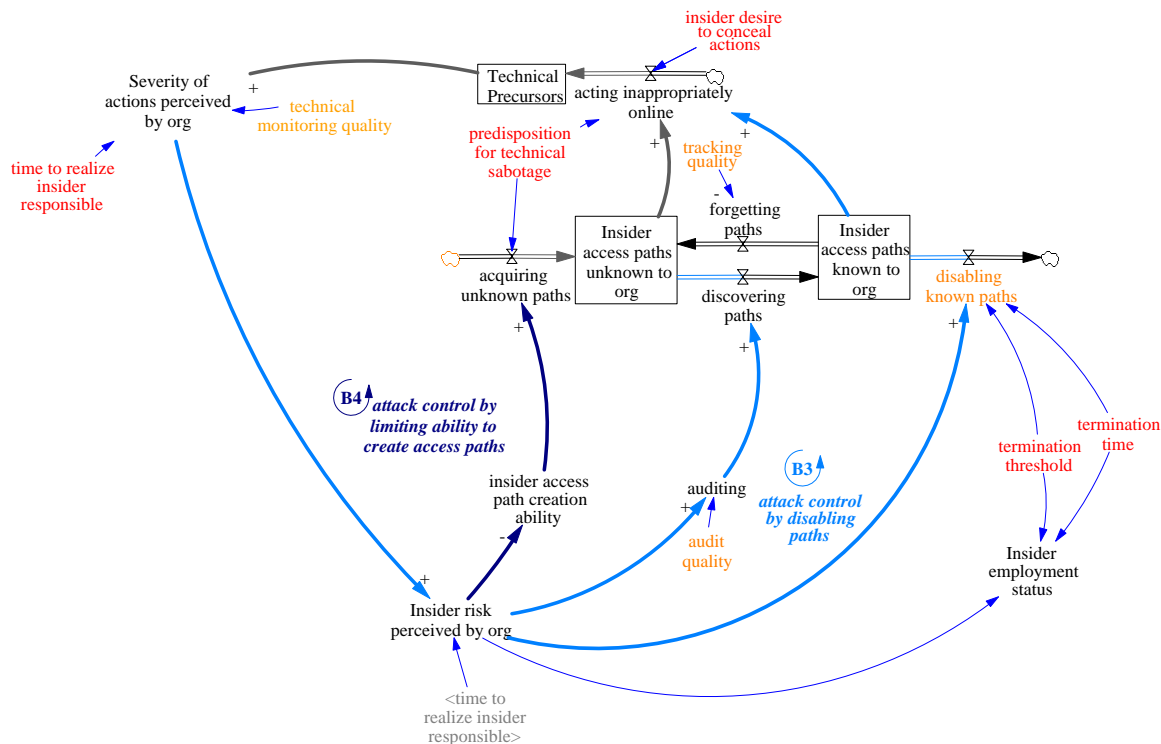 insider desire
to conceal
actions
Severity of
actions perceived
by org
+
technical
monitoring quality
time to realize
insider
responsible
Technical
Precursors
acting inappropriately
online
+
+
predisposition
for technical
sabotage
tracking
quality
-
forgetting
paths
Insider
access paths
unknown to
org
Insider
access paths
known to
org
acquiring
unknown paths
+
discovering
paths
+
disabling
known paths
+
B4
attack control by
limiting ability to
create access paths
B3
attack control
by disabling
paths
termination
threshold
termination
time
insider access
path creation
ability
-
auditing
+
audit
quality
Insider
employment
status
+
Insider risk
perceived by org
<time to
realize insider
responsible>